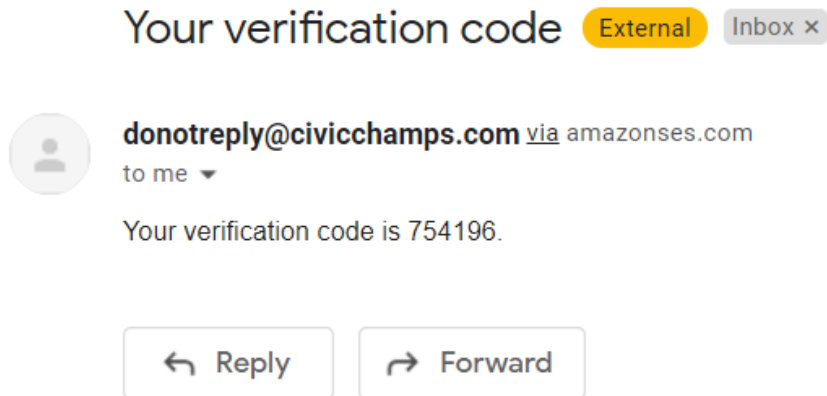 Your verification code External Inbox ×
donotreply@civicchamps.com via amazonses.com
to me
Your verification code is 754196.
Reply Forward